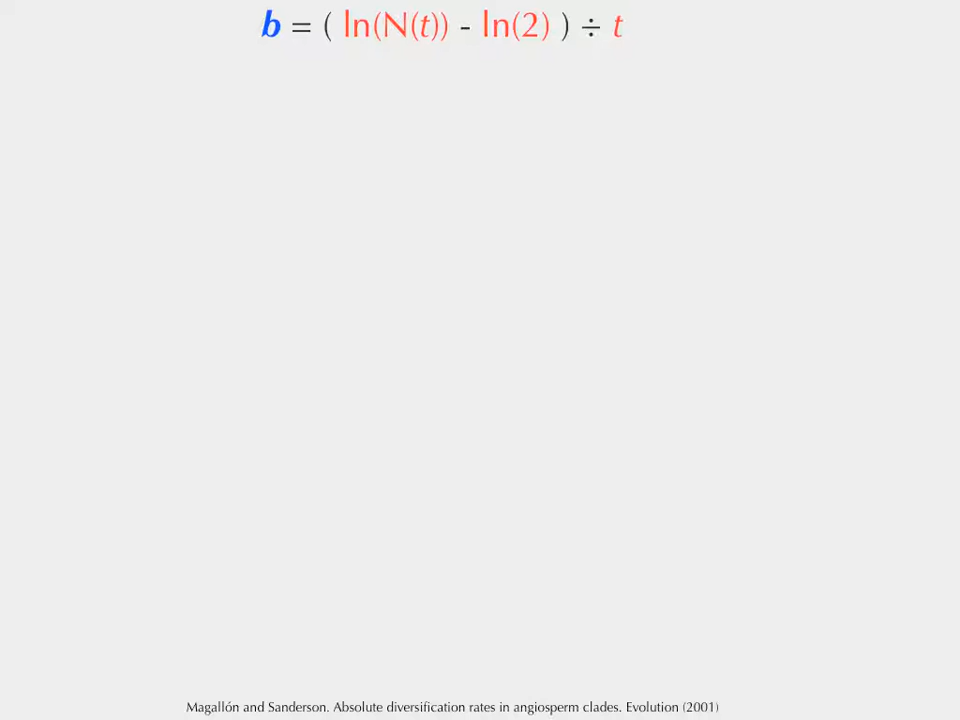 b = ( ln(N(t)) - ln(2) ) ÷ t
Magallón and Sanderson. Absolute diversification rates in angiosperm clades. Evolution (2001)